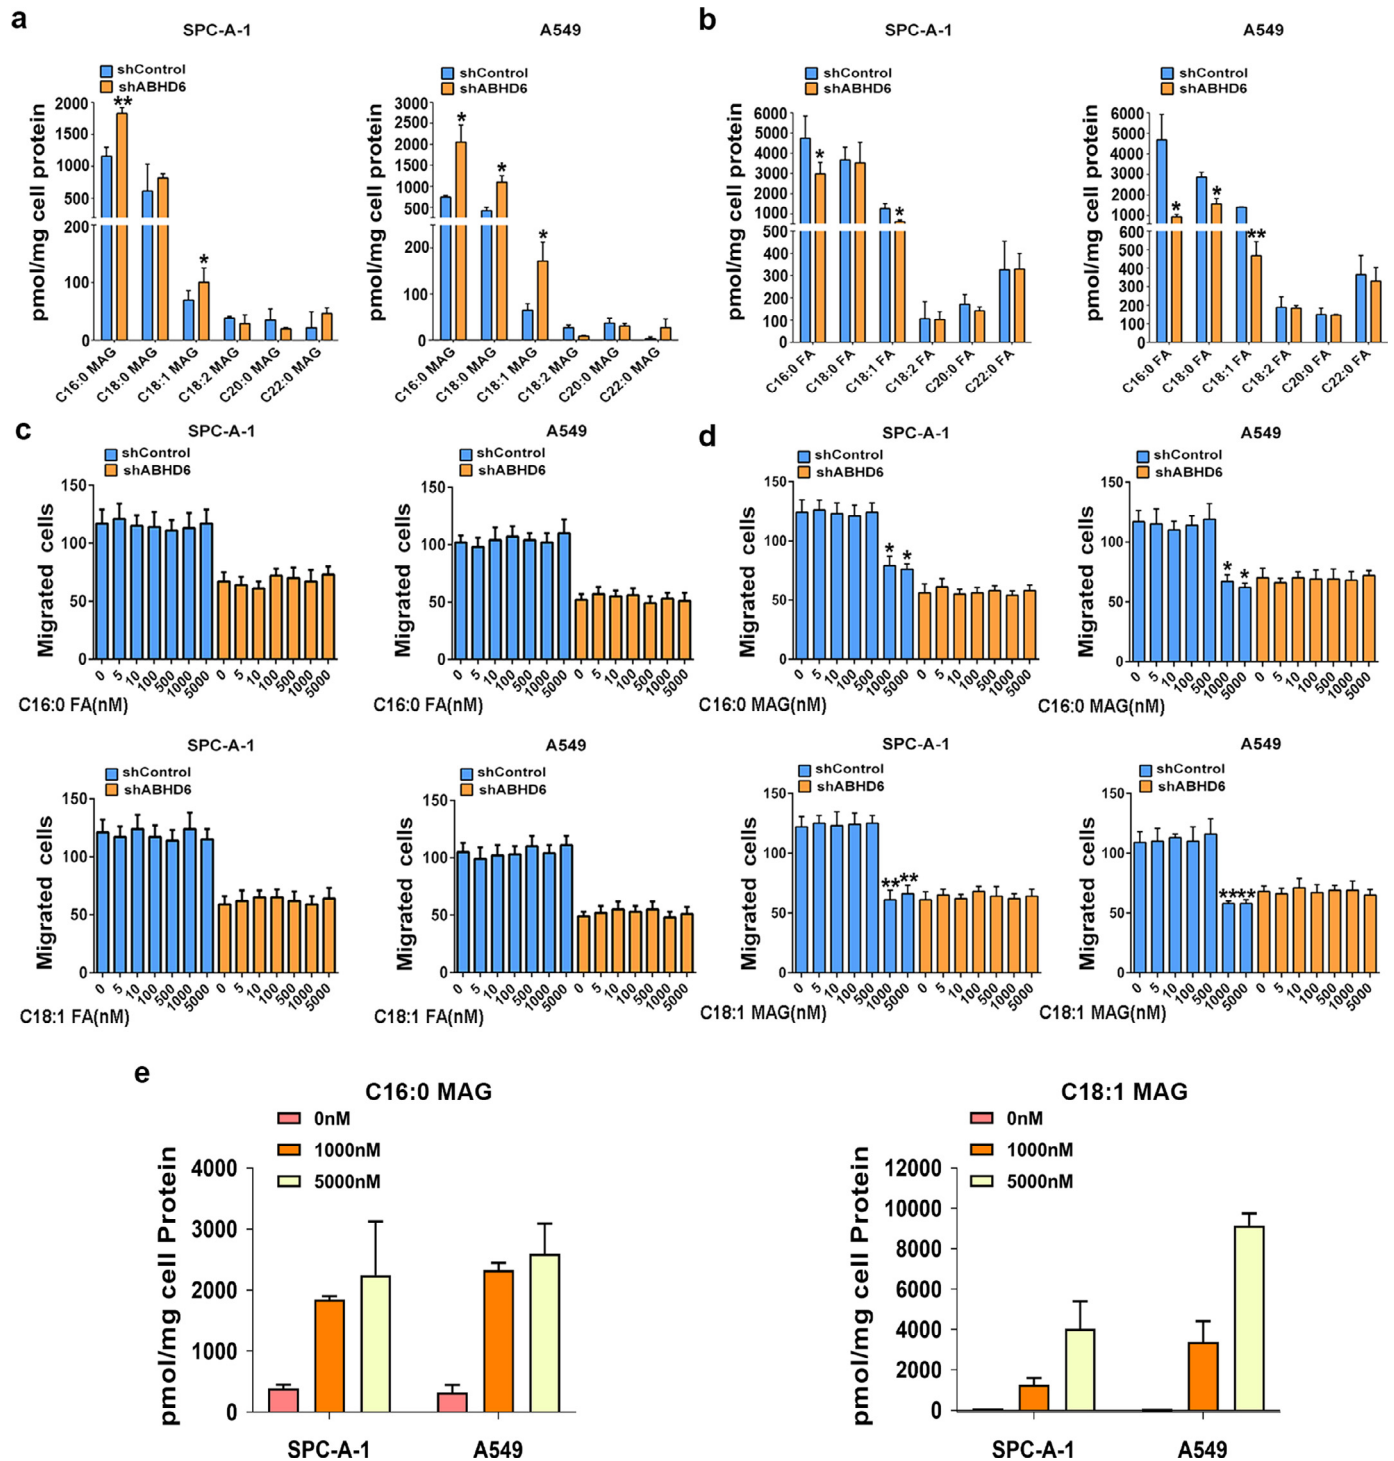 a
SPC-A-1
shControl
shABHD6
pmol/mg cell protein
2000
1500
1000
500
200
100
0
**
*
C16:0 MAG
C18:0 MAG
C18:1 MAG
C18:2 MAG
C20:0 MAG
C22:0 MAG
A549
shControl
shABHD6
pmol/mg cell protein
3000
2500
2000
1500
1000
500
200
100
0
*
*
*
C16:0 MAG
C18:0 MAG
C18:1 MAG
C18:2 MAG
C20:0 MAG
C22:0 MAG
b
SPC-A-1
shControl
shABHD6
pmol/mg cell protein
6000
5000
4000
3000
2000
1000
500
400
300
200
100
0
*
*
C16:0 FA
C18:0 FA
C18:1 FA
C18:2 FA
C20:0 FA
C22:0 FA
A549
shControl
shABHD6
pmol/mg cell protein
6000
5000
4000
3000
2000
1000
600
500
400
300
200
100
0
*
*
**
C16:0 FA
C18:0 FA
C18:1 FA
C18:2 FA
C20:0 FA
C22:0 FA
c
SPC-A-1
shControl
shABHD6
Migrated cells
150
100
50
0
0 5 10 100 500 1000 5000 0 5 10 100 500 1000 5000
C16:0 FA(nM)
A549
shControl
shABHD6
Migrated cells
150
100
50
0
0 5 10 100 500 1000 5000 0 5 10 100 500 1000 5000
C16:0 FA(nM)
SPC-A-1
shControl
shABHD6
Migrated cells
150
100
50
0
0 5 10 100 500 1000 5000 0 5 10 100 500 1000 5000
C18:1 FA(nM)
A549
shControl
shABHD6
Migrated cells
150
100
50
0
0 5 10 100 500 1000 5000 0 5 10 100 500 1000 5000
C18:1 FA(nM)
d
SPC-A-1
shControl
shABHD6
Migrated cells
150
100
50
0
* *
0 5 10 100 500 1000 5000 0 5 10 100 500 1000 5000
C16:0 MAG(nM)
A549
shControl
shABHD6
Migrated cells
150
100
50
0
* *
0 5 10 100 500 1000 5000 0 5 10 100 500 1000 5000
C16:0 MAG(nM)
SPC-A-1
shControl
shABHD6
Migrated cells
150
100
50
0
** **
0 5 10 100 500 1000 5000 0 5 10 100 500 1000 5000
C18:1 MAG(nM)
A549
shControl
shABHD6
Migrated cells
150
100
50
0
****
0 5 10 100 500 1000 5000 0 5 10 100 500 1000 5000
C18:1 MAG(nM)
e
C16:0 MAG
0nM
1000nM
5000nM
pmol/mg cell Protein
4000
3000
2000
1000
0
SPC-A-1 A549
C18:1 MAG
0nM
1000nM
5000nM
pmol/mg cell Protein
12000
10000
8000
6000
4000
2000
0
SPC-A-1 A549